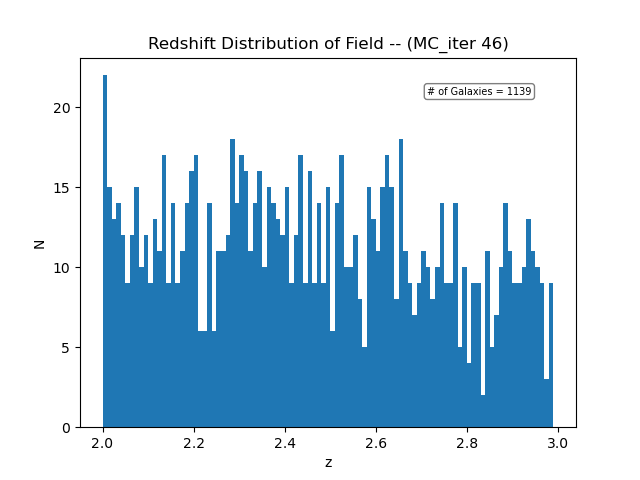 Redshift Distribution of Field -- (MC_iter 46)
# of Galaxies = 1139
20
15
10
5
0
N
2.0 2.2 2.4 2.6 2.8 3.0
z